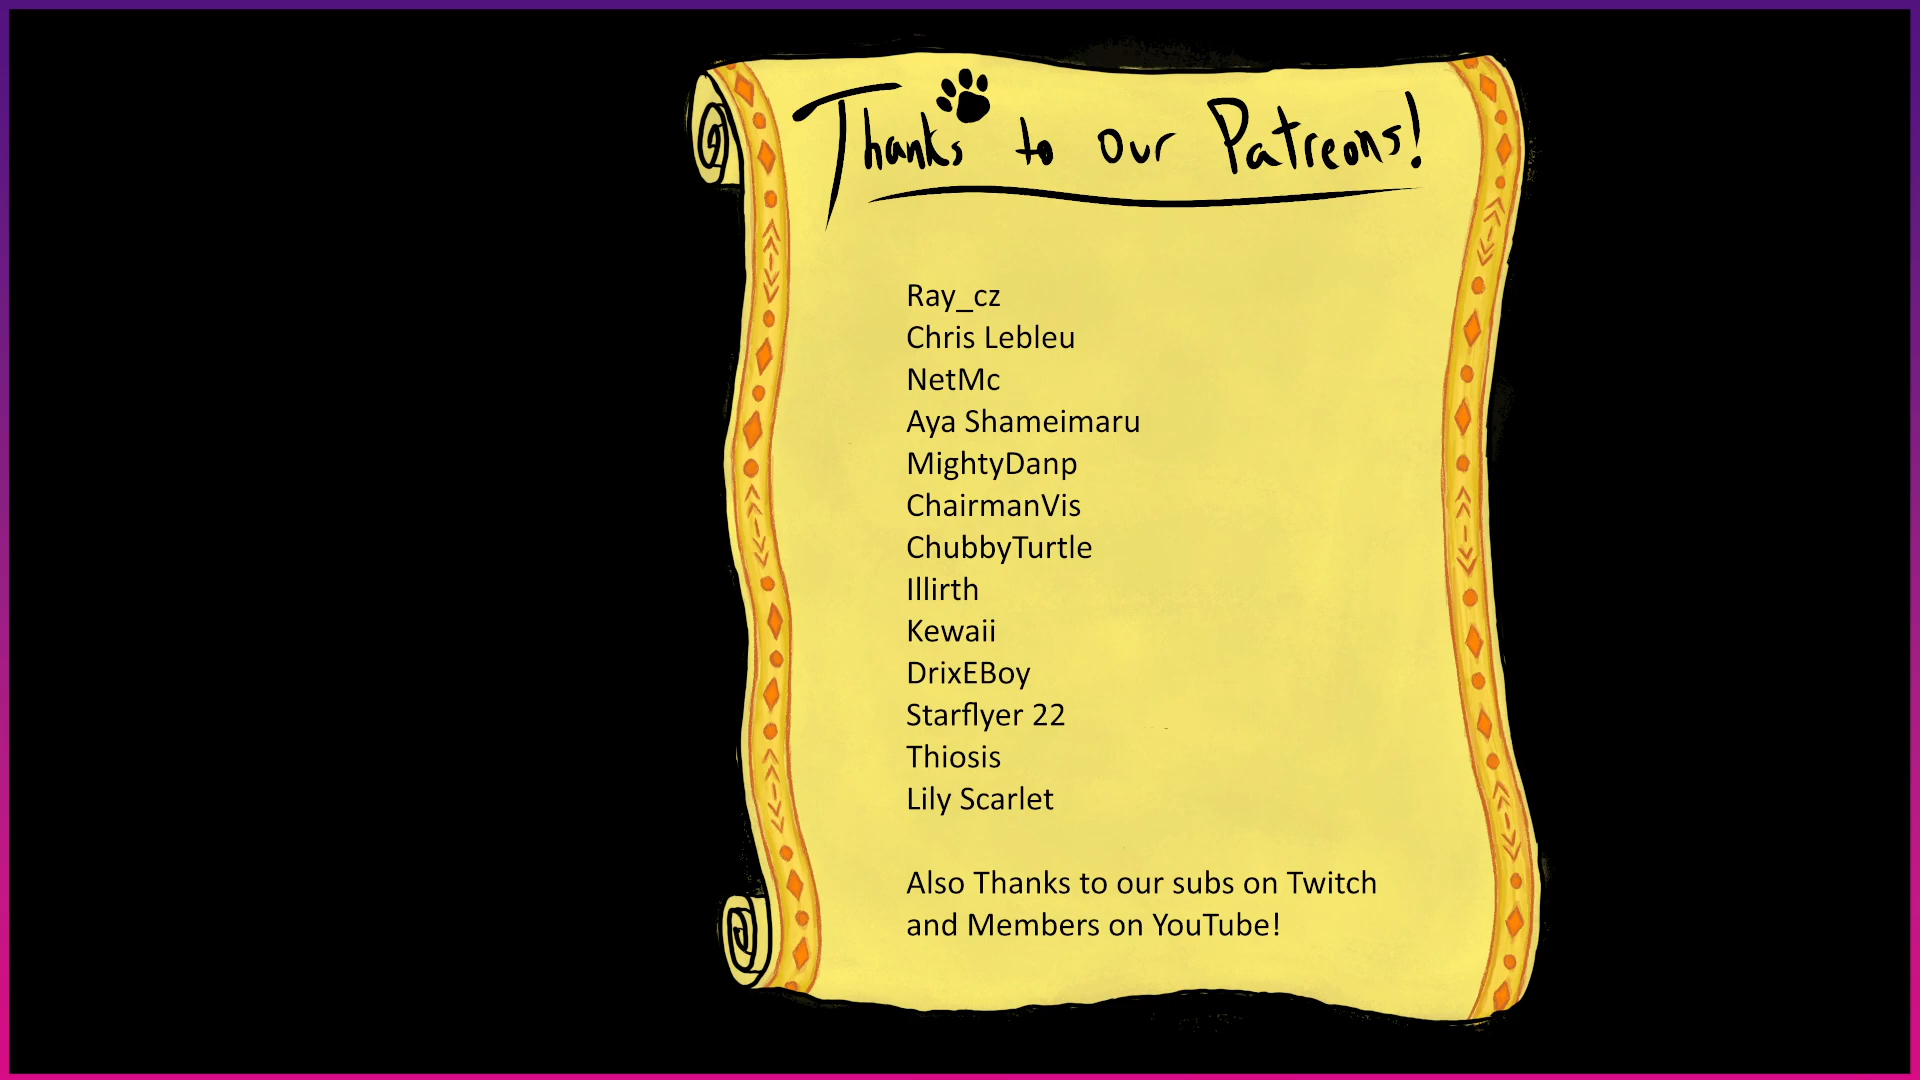 Thanks to our Patreons!
Ray_cz
Chris Lebleu
NetMc
Aya Shameimaru
MightyDanp
ChairmanVis
ChubbyTurtle
Illirth
Kewaii
DrixEBoy
Starflyer 22
Thiosis
Lily Scarlet
Also Thanks to our subs on Twitch
and Members on YouTube!